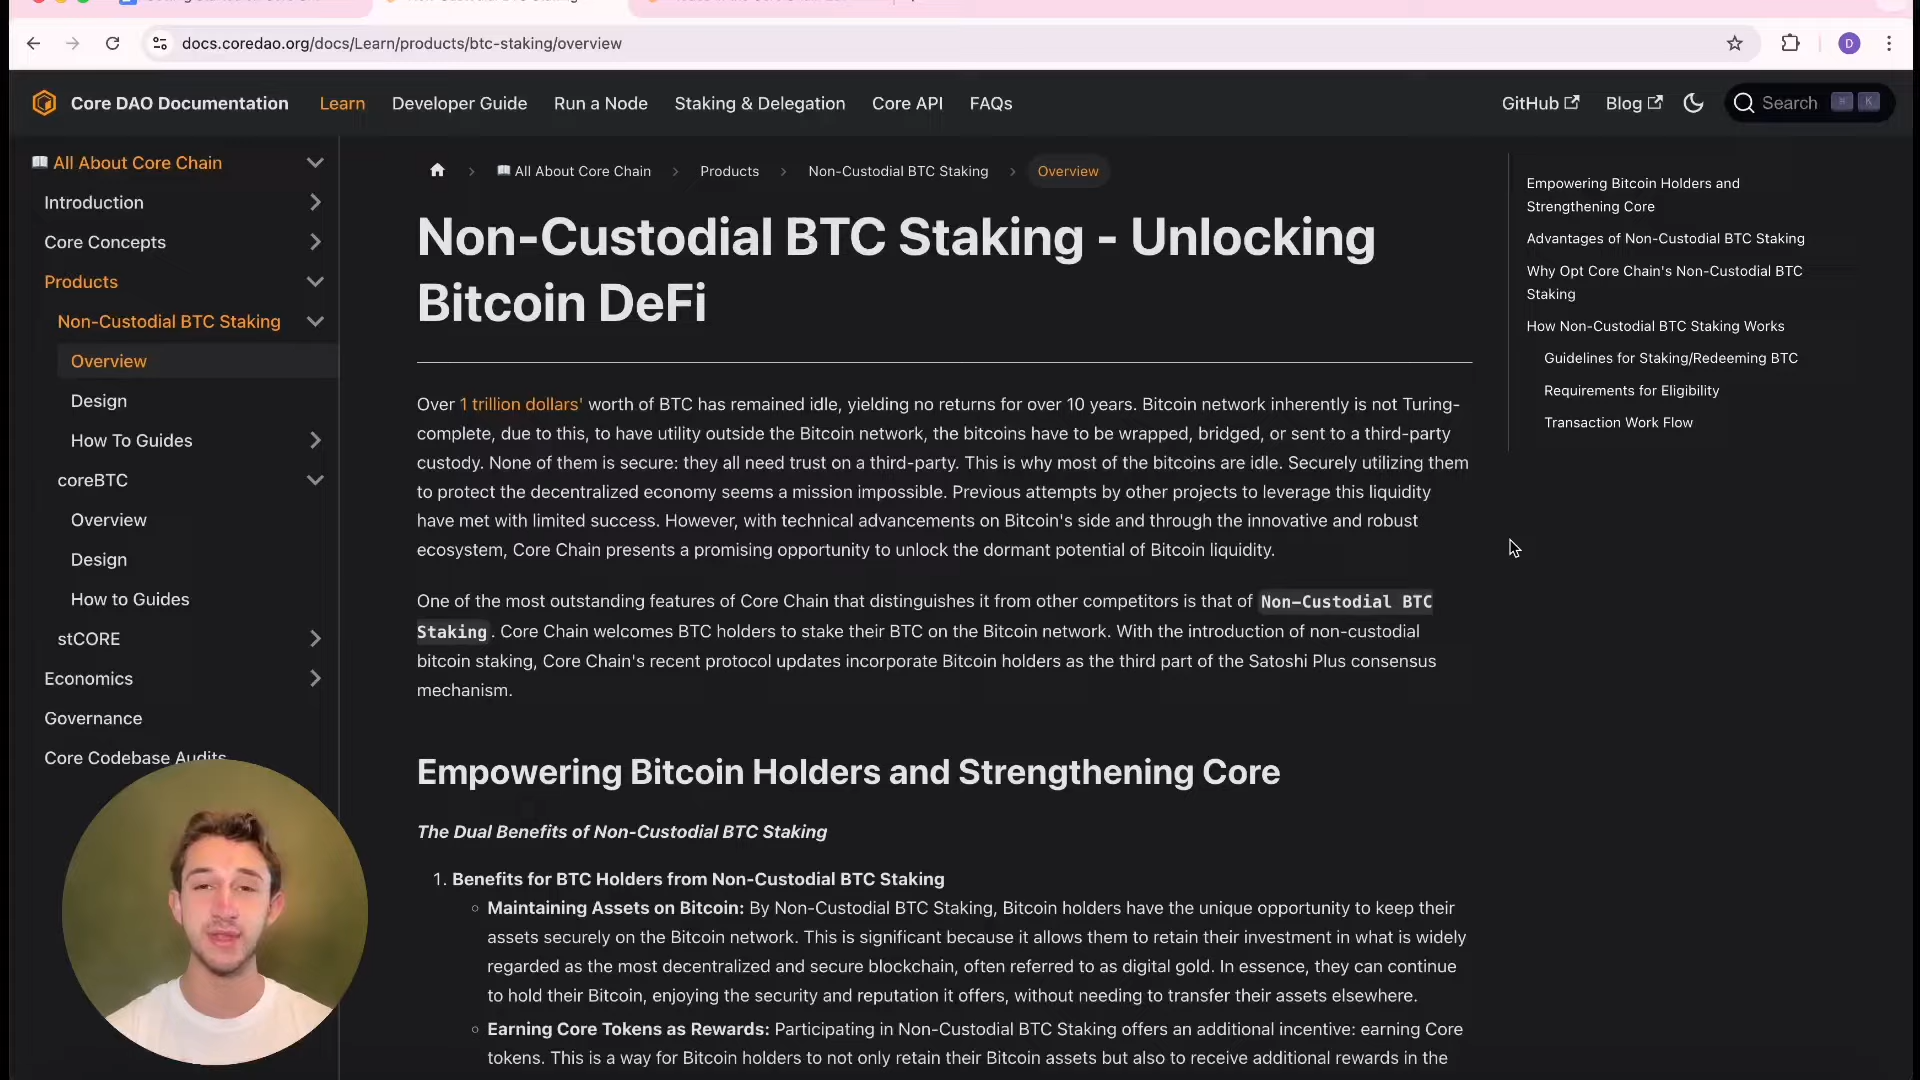 docs.coredao.org/docs/Learn/products/btc-staking/overview
D
Core DAO Documentation
Learn
Developer Guide
Run a Node
Staking & Delegation
Core API
FAQs
GitHub
Blog
Search
⌘ K
All About Core Chain
Introduction
Core Concepts
Products
Non-Custodial BTC Staking
Overview
Design
How To Guides
coreBTC
Overview
Design
How to Guides
stCORE
Economics
Governance
Core Codebase Audits
All About Core Chain
Products
Non-Custodial BTC Staking
Overview
Non-Custodial BTC Staking - Unlocking
Bitcoin DeFi
Over 1 trillion dollars' worth of BTC has remained idle, yielding no returns for over 10 years. Bitcoin network inherently is not Turing-
complete, due to this, to have utility outside the Bitcoin network, the bitcoins have to be wrapped, bridged, or sent to a third-party
custody. None of them is secure: they all need trust on a third-party. This is why most of the bitcoins are idle. Securely utilizing them
to protect the decentralized economy seems a mission impossible. Previous attempts by other projects to leverage this liquidity
have met with limited success. However, with technical advancements on Bitcoin's side and through the innovative and robust
ecosystem, Core Chain presents a promising opportunity to unlock the dormant potential of Bitcoin liquidity.
One of the most outstanding features of Core Chain that distinguishes it from other competitors is that of Non-Custodial BTC
Staking. Core Chain welcomes BTC holders to stake their BTC on the Bitcoin network. With the introduction of non-custodial
bitcoin staking, Core Chain's recent protocol updates incorporate Bitcoin holders as the third part of the Satoshi Plus consensus
mechanism.
Empowering Bitcoin Holders and Strengthening Core
The Dual Benefits of Non-Custodial BTC Staking
1. Benefits for BTC Holders from Non-Custodial BTC Staking
Maintaining Assets on Bitcoin: By Non-Custodial BTC Staking, Bitcoin holders have the unique opportunity to keep their
assets securely on the Bitcoin network. This is significant because it allows them to retain their investment in what is widely
regarded as the most decentralized and secure blockchain, often referred to as digital gold. In essence, they can continue
to hold their Bitcoin, enjoying the security and reputation it offers, without needing to transfer their assets elsewhere.
Earning Core Tokens as Rewards: Participating in Non-Custodial BTC Staking offers an additional incentive: earning Core
tokens. This is a way for Bitcoin holders to not only retain their Bitcoin assets but also to receive additional rewards in the
Empowering Bitcoin Holders and
Strengthening Core
Advantages of Non-Custodial BTC Staking
Why Opt Core Chain's Non-Custodial BTC
Staking
How Non-Custodial BTC Staking Works
Guidelines for Staking/Redeeming BTC
Requirements for Eligibility
Transaction Work Flow